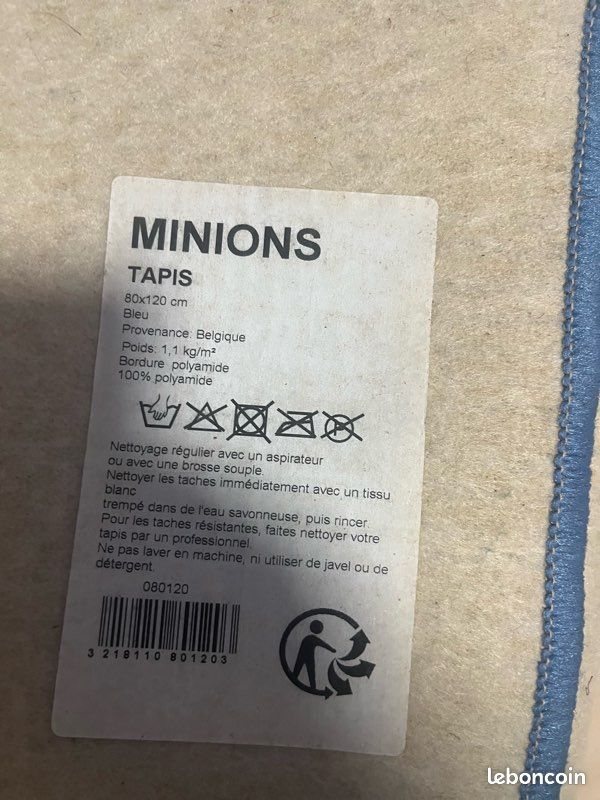 MINIONS
TAPIS
80x120 cm
Bleu
Provenance: Belgique
Poids: 1,1 kg/m²
Bordure polyamide
100% polyamide
P
Nettoyage régulier avec un aspirateur
ou avec une brosse souple.
Nettoyer les taches immédiatement avec un tissu
blanc
trempé dans de l'eau savonneuse, puis rincer.
Pour les taches résistantes, faites nettoyer votre
tapis par un professionnel.
Ne pas laver en machine, ni utiliser de javel ou de
détergent.
080120
3 218110 801203
leboncoin